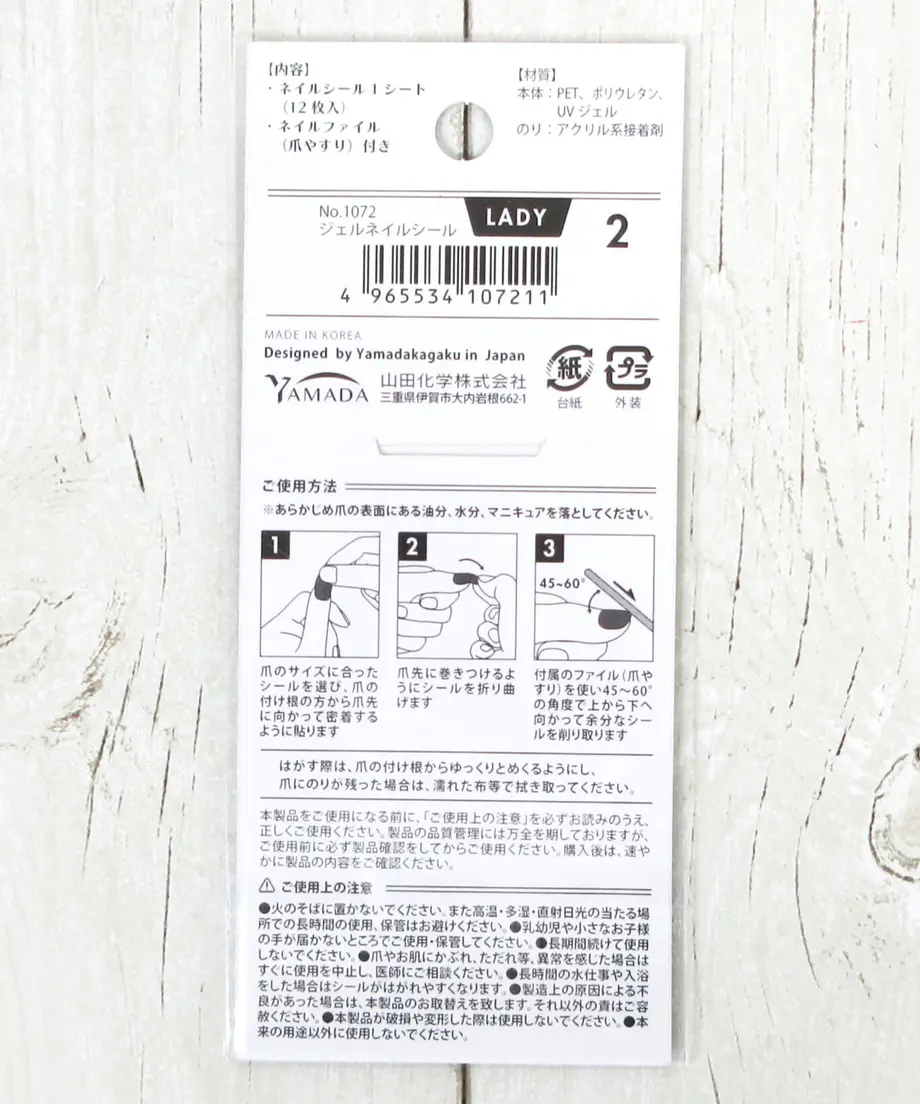 【内容】
・ネイルシール1シート
（12枚入）
・ネイルファイル
（爪やすり）付き
【材質】
本体：PET、ポリウレタン、
UVジェル
のり：アクリル系接着剤
No.1072
ジェルネイルシール
LADY
2
4 965534 107211
MADE IN KOREA
Designed by Yamadakagaku in Japan
YAMADA
山田化学株式会社
三重県伊賀市大内岩根662-1
紙
台紙
プラ
外装
ご使用方法
※あらかじめ爪の表面にある油分、水分、マニキュアを落としてください。
1
爪のサイズに合った
シールを選び、爪の
付け根の方から爪先
に向かって密着する
ように貼ります
2
爪先に巻きつけるよ
うにシールを折り曲
げます
3
45~60°
付属のファイル（爪や
すり）を使い45〜60°
の角度で上から下へ
向かって余分なシー
ルを削り取ります
はがす際は、爪の付け根からゆっくりとめくるようにし、
爪にのりが残った場合は、濡れた布等で拭き取ってください。
本製品をご使用になる前に、「ご使用上の注意」を必ずお読みのうえ、
正しくご使用ください。製品の品質管理には万全を期しておりますが、
ご使用前に必ず製品確認をしてからご使用ください。購入後は、速や
かに製品の内容をご確認ください。
⚠ ご使用上の注意
●火のそばに置かないでください。また高温・多湿・直射日光の当たる場
所での長時間の使用、保管はお避けください。●乳幼児や小さなお子様
の手が届かないところでご使用・保管してください。●長期間続けて使用
しないでください。●爪やお肌にかぶれ、ただれ等、異常を感じた場合は
すぐに使用を中止し、医師にご相談ください。●長時間の水仕事や入浴
をした場合はシールがはがれやすくなります。●製造上の原因による不
良があった場合は、本製品のお取替えを致します。それ以外の責はご容
赦ください。●本製品が破損や変形した際は使用しないでください。●本
来の用途以外に使用しないでください。